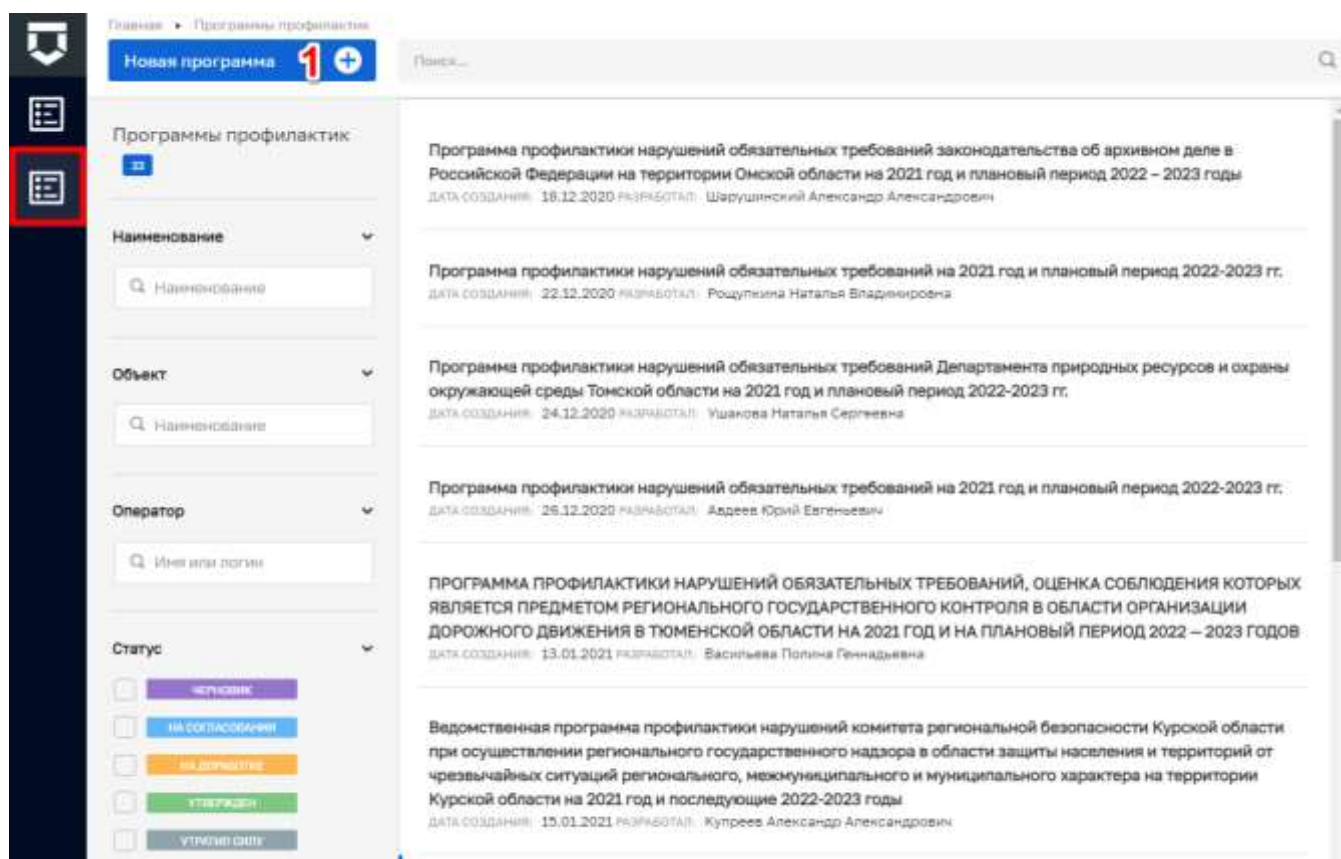 Главная ▸ Программы профилактик
Новая программа 1
Поиск...
Программы профилактик
33
Наименование
Наименование
Объект
Наименование
Оператор
Имя или логин
Статус
ЧЕРНОВИК
НА СОГЛАСОВАНИИ
НА ДОРАБОТКЕ
УТВЕРЖДЕН
УТРАТИЛ СИЛУ
Программа профилактики нарушений обязательных требований законодательства об архивном деле в
Российской Федерации на территории Омской области на 2021 год и плановый период 2022 – 2023 годы
ДАТА СОЗДАНИЯ: 18.12.2020 РАЗРАБОТАЛ: Шарушинский Александр Александрович
Программа профилактики нарушений обязательных требований на 2021 год и плановый период 2022-2023 гг.
ДАТА СОЗДАНИЯ: 22.12.2020 РАЗРАБОТАЛ: Рощупкина Наталья Владимировна
Программа профилактики нарушений обязательных требований Департамента природных ресурсов и охраны
окружающей среды Томской области на 2021 год и плановый период 2022-2023 гг.
ДАТА СОЗДАНИЯ: 24.12.2020 РАЗРАБОТАЛ: Ушакова Наталья Сергеевна
Программа профилактики нарушений обязательных требований на 2021 год и плановый период 2022-2023 гг.
ДАТА СОЗДАНИЯ: 26.12.2020 РАЗРАБОТАЛ: Авдеев Юрий Евгеньевич
ПРОГРАММА ПРОФИЛАКТИКИ НАРУШЕНИЙ ОБЯЗАТЕЛЬНЫХ ТРЕБОВАНИЙ, ОЦЕНКА СОБЛЮДЕНИЯ КОТОРЫХ
ЯВЛЯЕТСЯ ПРЕДМЕТОМ РЕГИОНАЛЬНОГО ГОСУДАРСТВЕННОГО КОНТРОЛЯ В ОБЛАСТИ ОРГАНИЗАЦИИ
ДОРОЖНОГО ДВИЖЕНИЯ В ТЮМЕНСКОЙ ОБЛАСТИ НА 2021 ГОД И НА ПЛАНОВЫЙ ПЕРИОД 2022 – 2023 ГОДОВ
ДАТА СОЗДАНИЯ: 13.01.2021 РАЗРАБОТАЛ: Васильева Полина Геннадьевна
Ведомственная программа профилактики нарушений комитета региональной безопасности Курской области
при осуществлении регионального государственного надзора в области защиты населения и территорий от
чрезвычайных ситуаций регионального, межмуниципального и муниципального характера на территории
Курской области на 2021 год и последующие 2022-2023 годы
ДАТА СОЗДАНИЯ: 15.01.2021 РАЗРАБОТАЛ: Купреев Александр Александрович